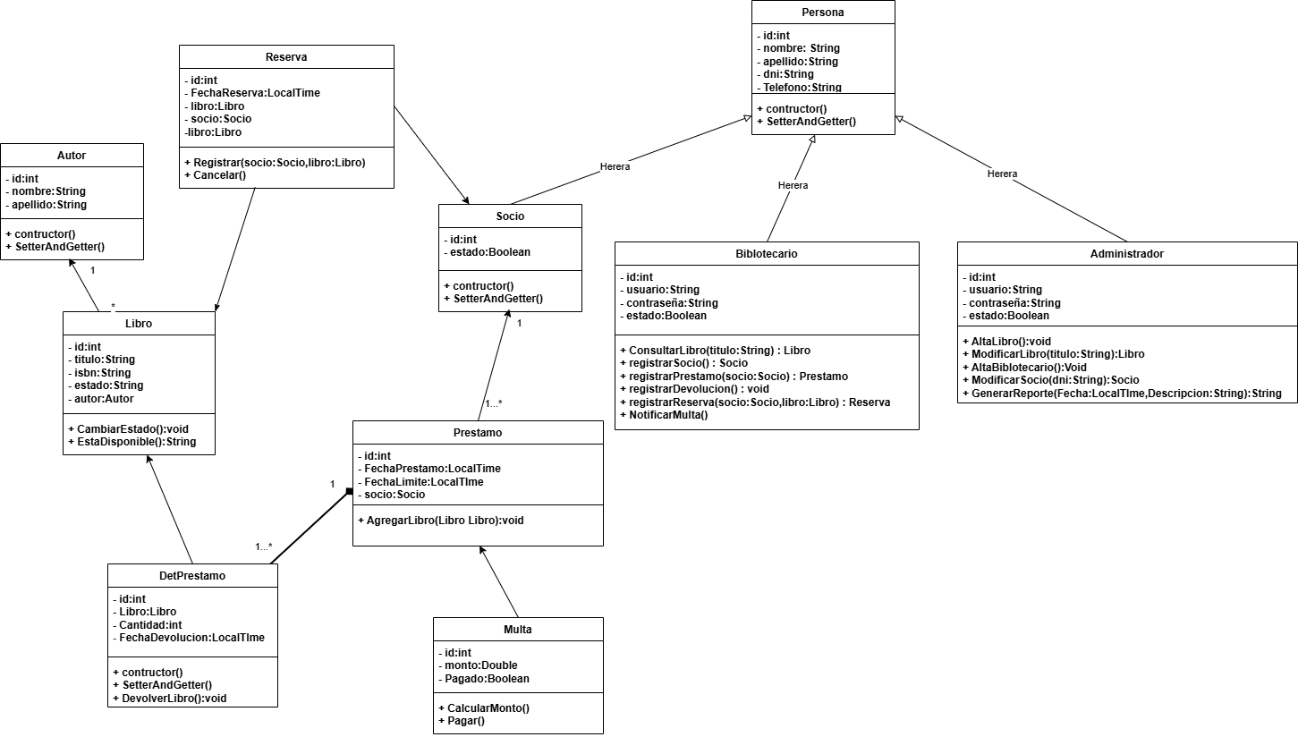 Persona
- id:int
- nombre: String
- apellido:String
- dni:String
- Telefono:String
+ contructor()
+ SetterAndGetter()
Reserva
- id:int
- FechaReserva:LocalTime
- libro:Libro
- socio:Socio
-libro:Libro
+ Registrar(socio:Socio,libro:Libro)
+ Cancelar()
Autor
- id:int
- nombre:String
- apellido:String
+ contructor()
+ SetterAndGetter()
Herera
Herera
Herera
Socio
- id:int
- estado:Boolean
+ contructor()
+ SetterAndGetter()
Biblotecario
- id:int
- usuario:String
- contraseña:String
- estado:Boolean
+ ConsultarLibro(titulo:String) : Libro
+ registrarSocio() : Socio
+ registrarPrestamo(socio:Socio) : Prestamo
+ registrarDevolucion() : void
+ registrarReserva(socio:Socio,libro:Libro) : Reserva
+ NotificarMulta()
Administrador
- id:int
- usuario:String
- contraseña:String
- estado:Boolean
+ AltaLibro():void
+ ModificarLibro(titulo:String):Libro
+ AltaBiblotecario():Void
+ ModificarSocio(dni:String):Socio
+ GenerarReporte(Fecha:LocalTIme,Descripcion:String):String
1
*
Libro
- id:int
- titulo:String
- isbn:String
- estado:String
- autor:Autor
+ CambiarEstado():void
+ EstaDisponible():String
1
1...*
Prestamo
- id:int
- FechaPrestamo:LocalTime
- FechaLimite:LocalTIme
- socio:Socio
+ AgregarLibro(Libro Libro):void
1
1...*
DetPrestamo
- id:int
- Libro:Libro
- Cantidad:int
- FechaDevolucion:LocalTIme
+ contructor()
+ SetterAndGetter()
+ DevolverLibro():void
Multa
- id:int
- monto:Double
- Pagado:Boolean
+ CalcularMonto()
+ Pagar()